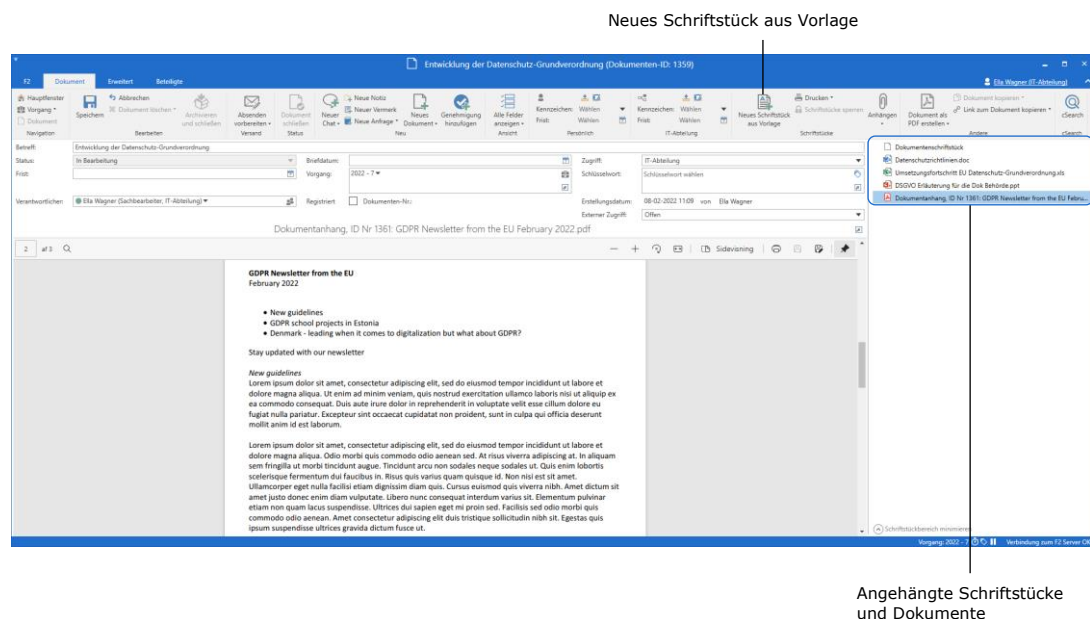 Neues Schriftstück aus Vorlage
Entwicklung der Datenschutz-Grundverordnung (Dokumenten-ID: 1359)
F2 Dokument Erweitert Beteiligte
Ella Wagner (IT-Abteilung)
Hauptfenster
Vorgang
Dokument
Navigation
Speichern
Abbrechen
Dokument löschen
Archivieren und schließen
Bearbeiten
Absenden vorbereiten
Versand
Dokument schließen
Status
Neuer Chat
Neue Notiz
Neuer Vermerk
Neue Anfrage
Neues Dokument
Genehmigung hinzufügen
Neu
Alle Felder anzeigen
Ansicht
Kennzeichen: Wählen
Frist: Wählen
Persönlich
Kennzeichen: Wählen
Frist: Wählen
IT-Abteilung
Neues Schriftstück aus Vorlage
Drucken
Schriftstücke sperren
Schriftstücke
Anhängen
Dokument als PDF erstellen
Dokument kopieren
Link zum Dokument kopieren
Andere
cSearch
cSearch
Betreff: Entwicklung der Datenschutz-Grundverordnung
Status: In Bearbeitung
Briefdatum:
Zugriff: IT-Abteilung
Frist:
Vorgang: 2022 - 7
Schlüsselwort: Schlüsselwort wählen
Verantwortlicher: Ella Wagner (Sachbearbeiter, IT-Abteilung)
Registriert Dokumenten-Nr.:
Erstellungsdatum: 08-02-2022 11:09 von Ella Wagner
Externer Zugriff: Offen
Dokumentenschriftstück
Datenschutzrichtlinien.doc
Umsetzungsfortschritt EU Datenschutz-Grundverordnung.xls
DSGVO Erläuterung für die Dok Behörde.ppt
Dokumentanhang, ID Nr 1361: GDPR Newsletter from the EU Febru...
Dokumentanhang, ID Nr 1361: GDPR Newsletter from the EU February 2022.pdf
2 af 3
Sidevisning
GDPR Newsletter from the EU
February 2022
• New guidelines
• GDPR school projects in Estonia
• Denmark - leading when it comes to digitalization but what about GDPR?
Stay updated with our newsletter
New guidelines
Lorem ipsum dolor sit amet, consectetur adipiscing elit, sed do eiusmod tempor incididunt ut labore et
dolore magna aliqua. Ut enim ad minim veniam, quis nostrud exercitation ullamco laboris nisi ut aliquip ex
ea commodo consequat. Duis aute irure dolor in reprehenderit in voluptate velit esse cillum dolore eu
fugiat nulla pariatur. Excepteur sint occaecat cupidatat non proident, sunt in culpa qui officia deserunt
mollit anim id est laborum.
Lorem ipsum dolor sit amet, consectetur adipiscing elit, sed do eiusmod tempor incididunt ut labore et
dolore magna aliqua. Odio morbi quis commodo odio aenean sed. At risus viverra adipiscing at. In aliquam
sem fringilla ut morbi tincidunt augue. Tincidunt arcu non sodales neque sodales ut. Quis enim lobortis
scelerisque fermentum dui faucibus in. Risus quis varius quam quisque id. Non nisi est sit amet.
Ullamcorper eget nulla facilisi etiam dignissim diam quis. Cursus euismod quis viverra nibh. Amet dictum sit
amet justo donec enim diam vulputate. Libero nunc consequat interdum varius sit. Elementum pulvinar
etiam non quam lacus suspendisse. Ultrices dui sapien eget mi proin sed. Facilisis sed odio morbi quis
commodo odio aenean. Amet consectetur adipiscing elit duis tristique sollicitudin nibh sit. Egestas quis
ipsum suspendisse ultrices gravida dictum fusce ut.
Schriftstückbereich minimieren
Vorgang: 2022 - 7 Verbindung zum F2 Server OK
Angehängte Schriftstücke
und Dokumente